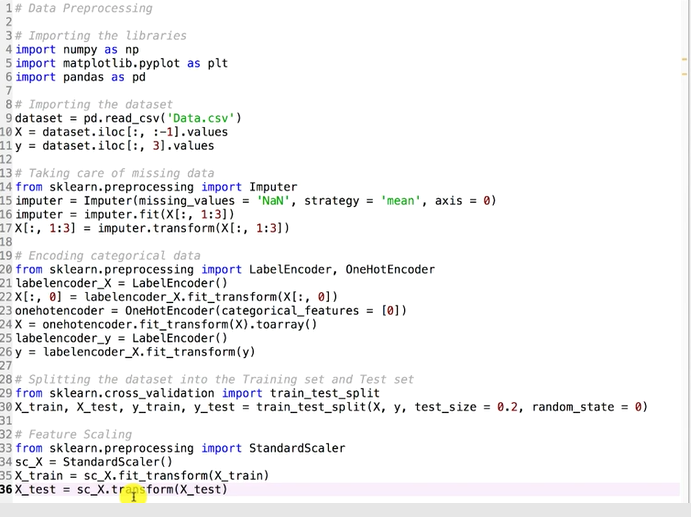 1 # Data Preprocessing
2
3 # Importing the libraries
4 import numpy as np
5 import matplotlib.pyplot as plt
6 import pandas as pd
7
8 # Importing the dataset
9 dataset = pd.read_csv('Data.csv')
10 X = dataset.iloc[:, :-1].values
11 y = dataset.iloc[:, 3].values
12
13 # Taking care of missing data
14 from sklearn.preprocessing import Imputer
15 imputer = Imputer(missing_values = 'NaN', strategy = 'mean', axis = 0)
16 imputer = imputer.fit(X[:, 1:3])
17 X[:, 1:3] = imputer.transform(X[:, 1:3])
18
19 # Encoding categorical data
20 from sklearn.preprocessing import LabelEncoder, OneHotEncoder
21 labelencoder_X = LabelEncoder()
22 X[:, 0] = labelencoder_X.fit_transform(X[:, 0])
23 onehotencoder = OneHotEncoder(categorical_features = [0])
24 X = onehotencoder.fit_transform(X).toarray()
25 labelencoder_y = LabelEncoder()
26 y = labelencoder_X.fit_transform(y)
27
28 # Splitting the dataset into the Training set and Test set
29 from sklearn.cross_validation import train_test_split
30 X_train, X_test, y_train, y_test = train_test_split(X, y, test_size = 0.2, random_state = 0)
31
32 # Feature Scaling
33 from sklearn.preprocessing import StandardScaler
34 sc_X = StandardScaler()
35 X_train = sc_X.fit_transform(X_train)
36 X_test = sc_X.transform(X_test)